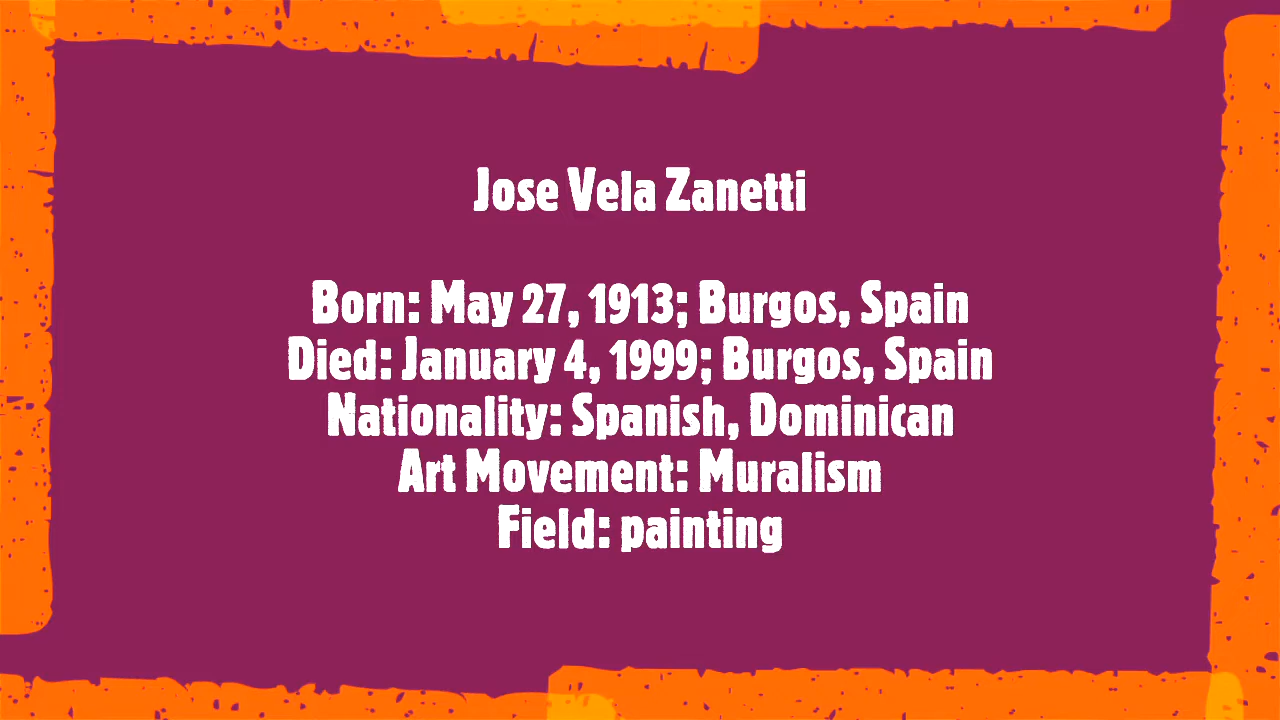 Jose Vela Zanetti
Born: May 27, 1913; Burgos, Spain
Died: January 4, 1999; Burgos, Spain
Nationality: Spanish, Dominican
Art Movement: Muralism
Field: painting